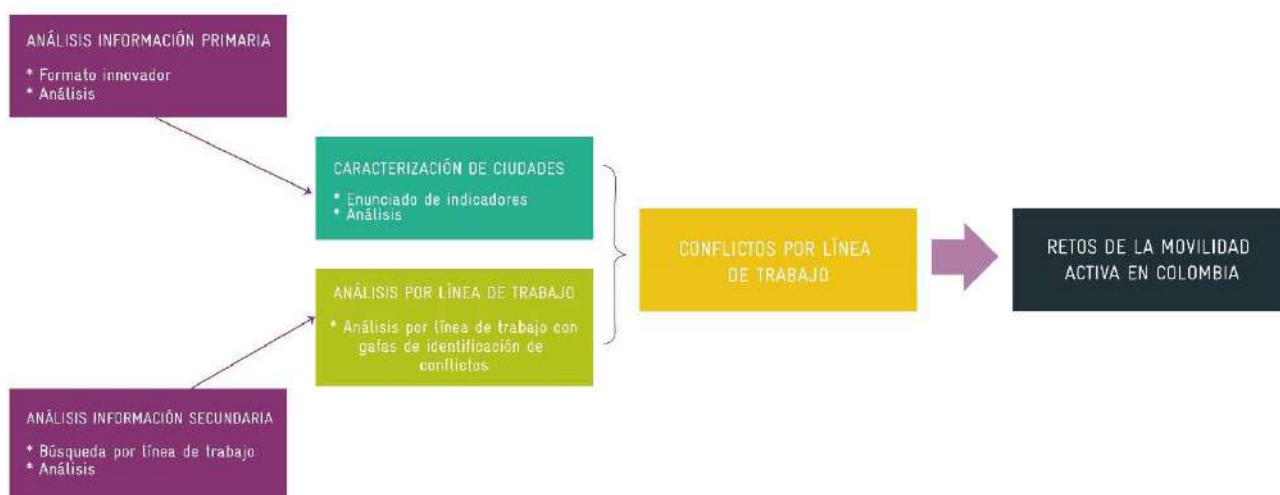 ANÁLISIS INFORMACIÓN PRIMARIA
* Formato innovador
* Análisis
CARACTERIZACIÓN DE CIUDADES
* Enunciado de indicadores
* Análisis
ANÁLISIS POR LÍNEA DE TRABAJO
* Análisis por línea de trabajo con
gafas de identificación de
conflictos
ANÁLISIS INFORMACIÓN SECUNDARIA
* Búsqueda por línea de trabajo
* Análisis
CONFLICTOS POR LÍNEA
DE TRABAJO
RETOS DE LA MOVILIDAD
ACTIVA EN COLOMBIA